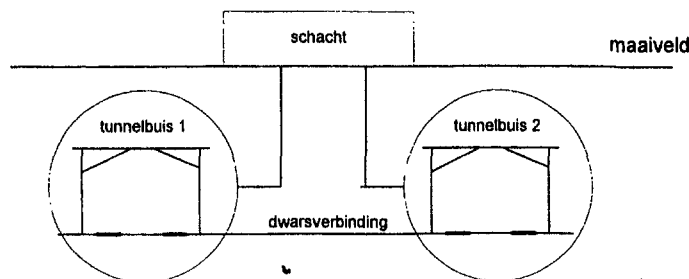 schacht
maaiveld
tunnelbuis 1
tunnelbuis 2
dwarsverbinding